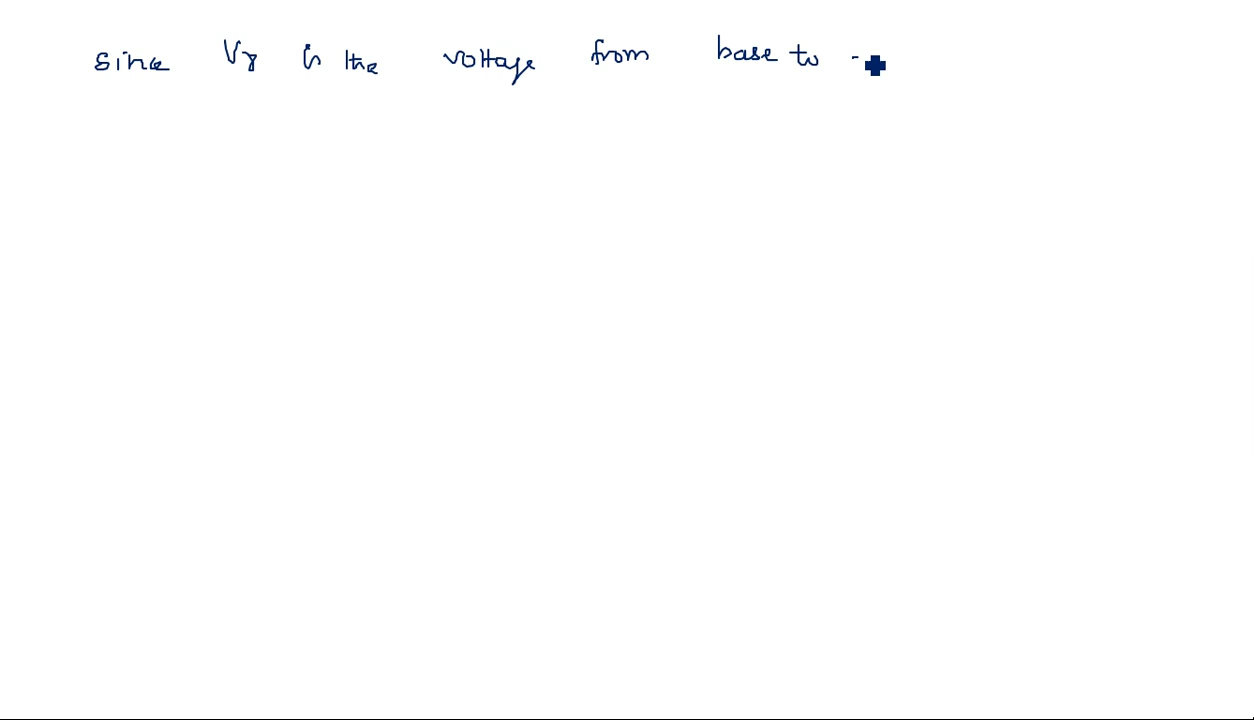 since Vγ is the voltage from base to